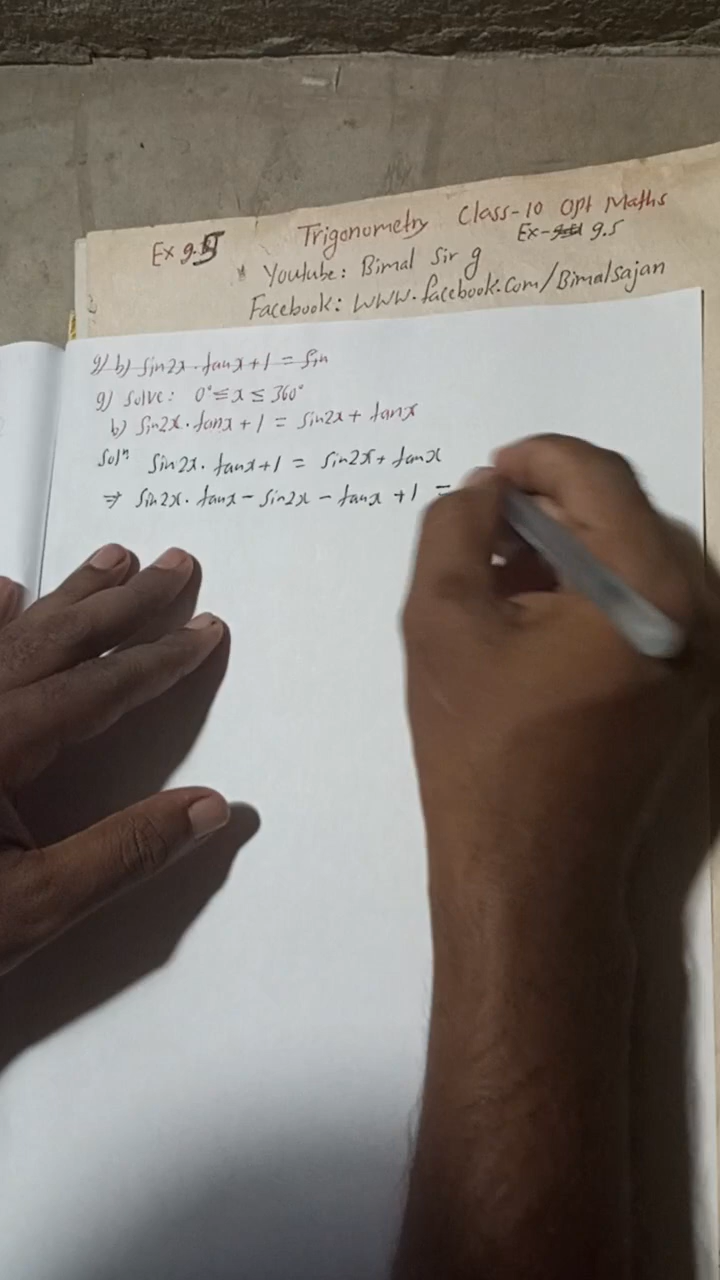 Ex 9.5
Trigonometry Class-10 Opt Maths
Ex- 9.5
Youtube: Bimal Sir g
Facebook: www.facebook.com/Bimalsajan
g) b) sin2x.tanx+1 = sin
g) solve: 0°≤x≤360°
b) sin2x.tanx+1 = sin2x+tanx
Solⁿ sin2x.tanx+1 = sin2x+tanx
⇒ sin2x.tanx-sin2x-tanx+1 =